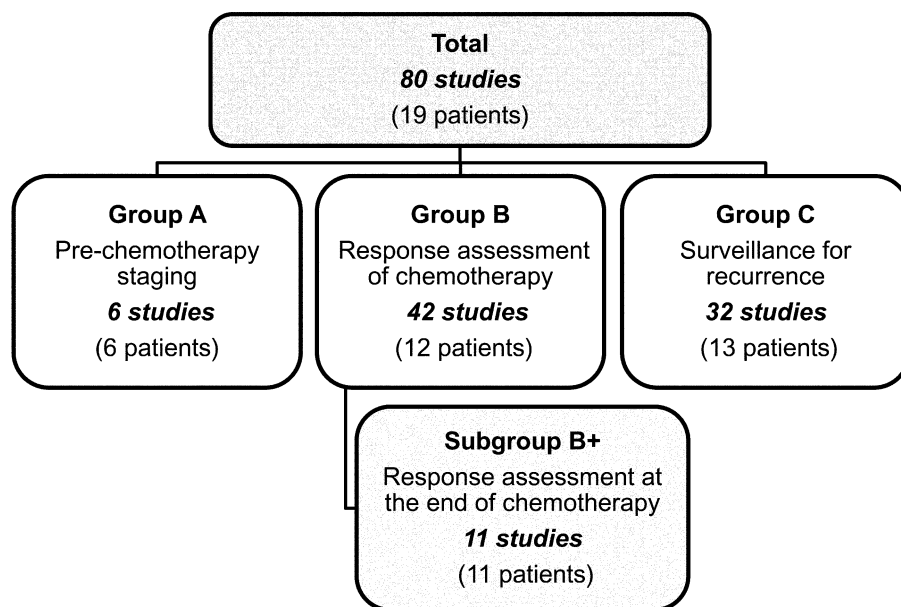 Total
80 studies
(19 patients)
Group A
Pre-chemotherapy
staging
6 studies
(6 patients)
Group B
Response assessment
of chemotherapy
42 studies
(12 patients)
Group C
Surveillance for
recurrence
32 studies
(13 patients)
Subgroup B+
Response assessment at
the end of chemotherapy
11 studies
(11 patients)